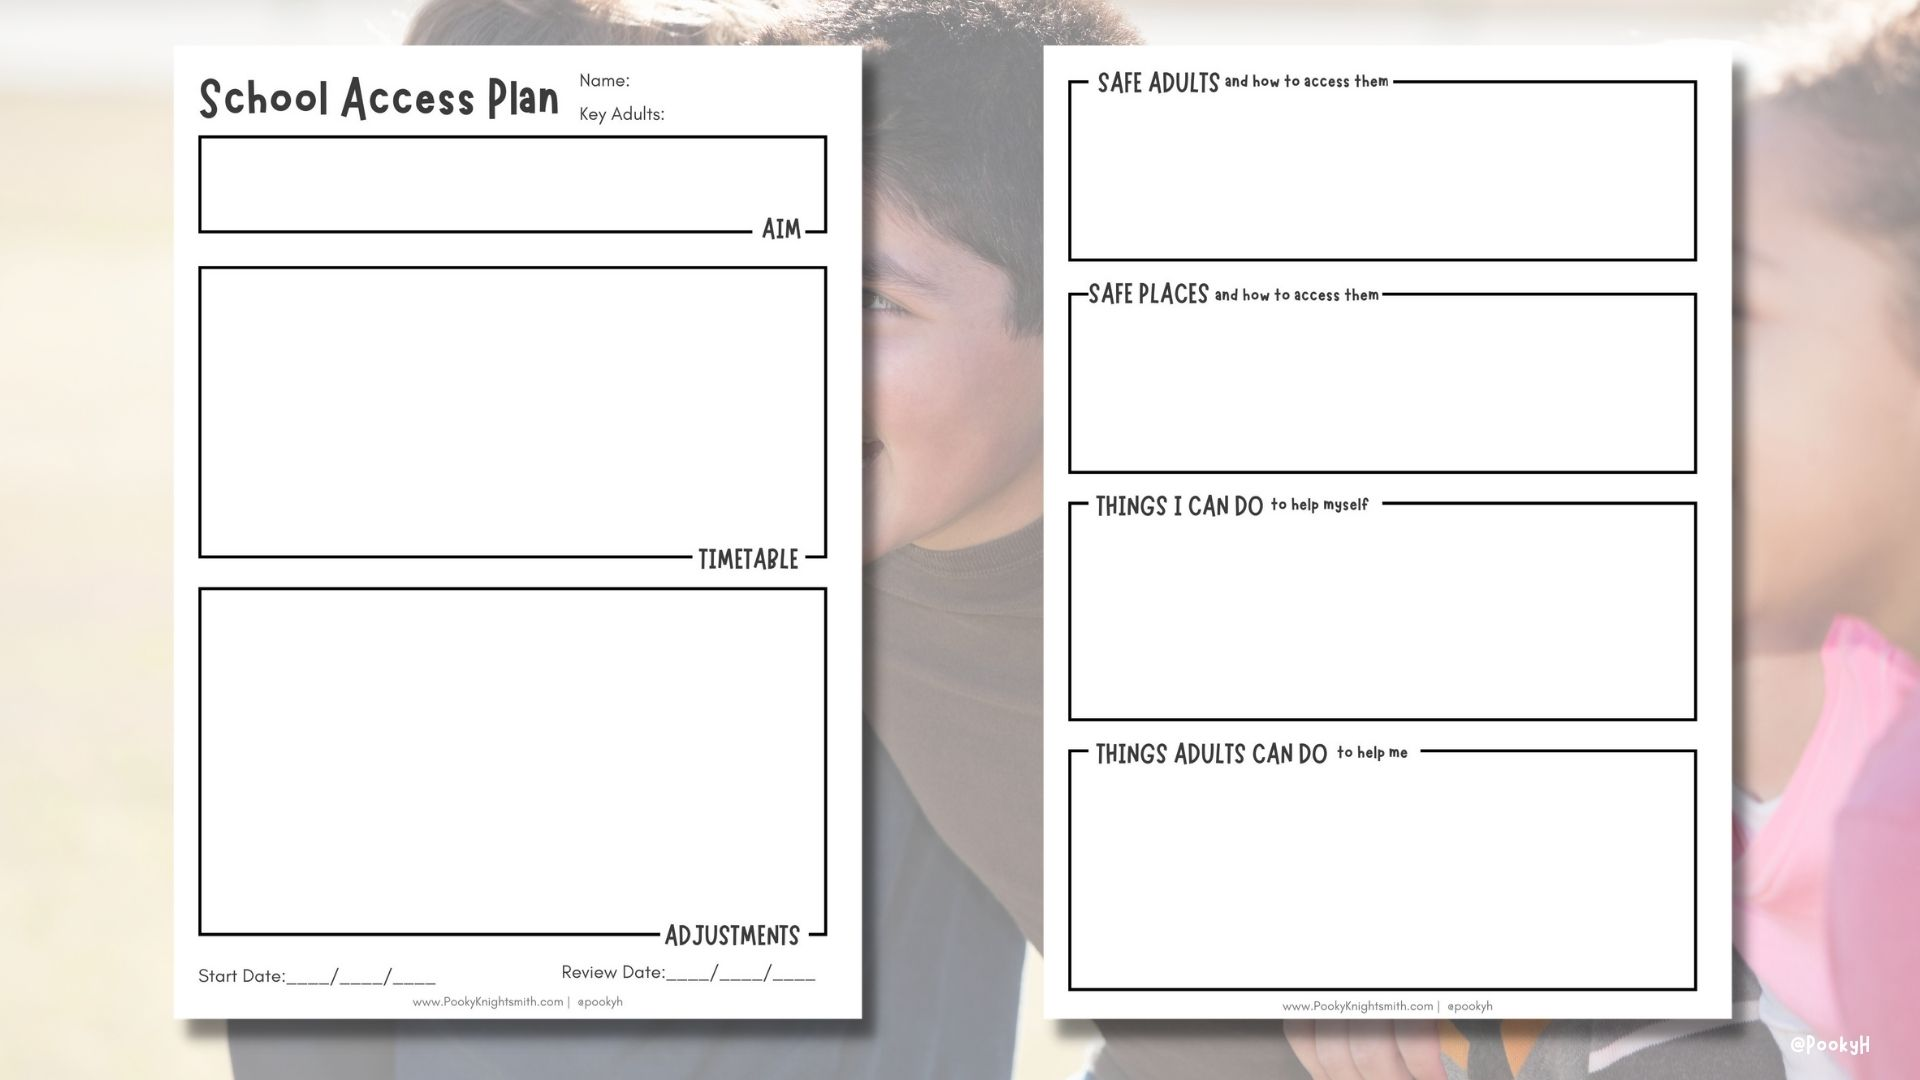 School Access Plan
Name:
Key Adults:
AIM
TIMETABLE
ADJUSTMENTS
Start Date:____/____/____
Review Date:____/____/____
www.PookyKnightsmith.com | @pookyh
SAFE ADULTS and how to access them
SAFE PLACES and how to access them
THINGS I CAN DO to help myself
THINGS ADULTS CAN DO to help me
www.PookyKnightsmith.com | @pookyh
@PookyH